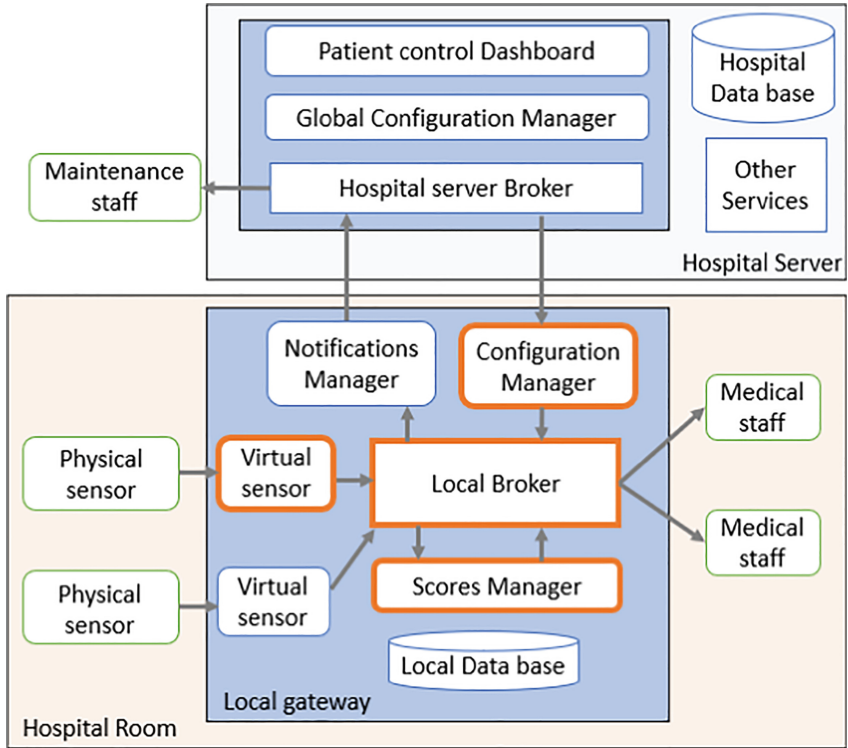 Patient control Dashboard
Hospital
Data base
Global Configuration Manager
Maintenance
staff
Hospital server Broker
Other
Services
Hospital Server
Notifications
Manager
Configuration
Manager
Medical
staff
Physical
sensor
Virtual
sensor
Local Broker
Medical
staff
Physical
sensor
Virtual
sensor
Scores Manager
Local Data base
Local gateway
Hospital Room